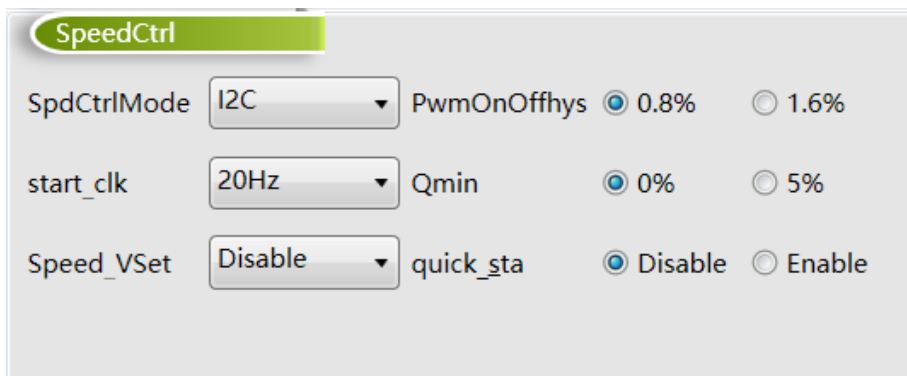 SpeedCtrl
SpdCtrlMode I2C PwmOnOffhys 0.8% 1.6%
start_clk 20Hz Qmin 0% 5%
Speed_VSet Disable quick_sta Disable Enable